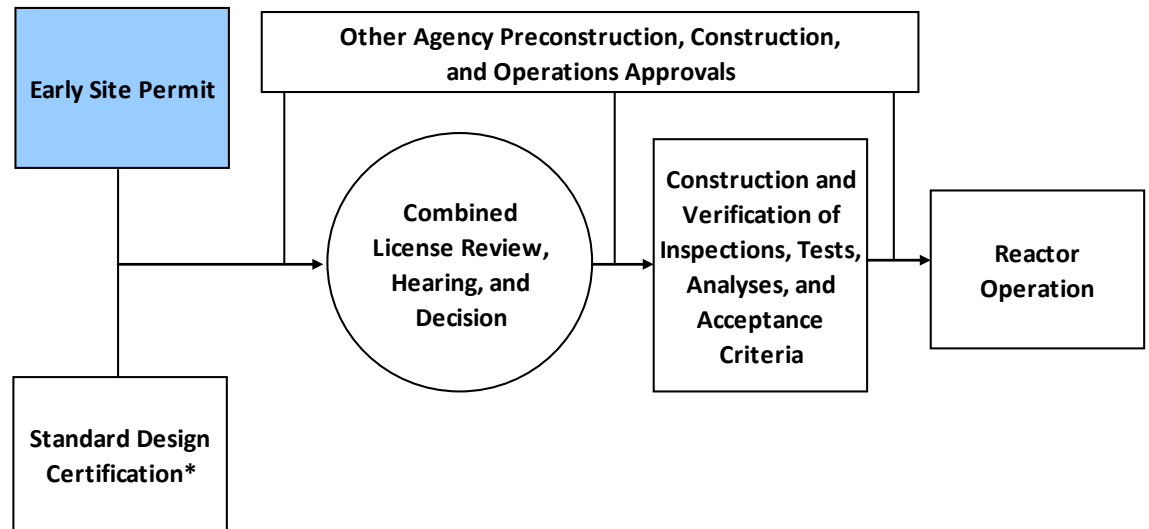 Early Site Permit
Other Agency Preconstruction, Construction,
and Operations Approvals
Combined
License Review,
Hearing, and
Decision
Construction and
Verification of
Inspections, Tests,
Analyses, and
Acceptance
Criteria
Reactor
Operation
Standard Design
Certification*